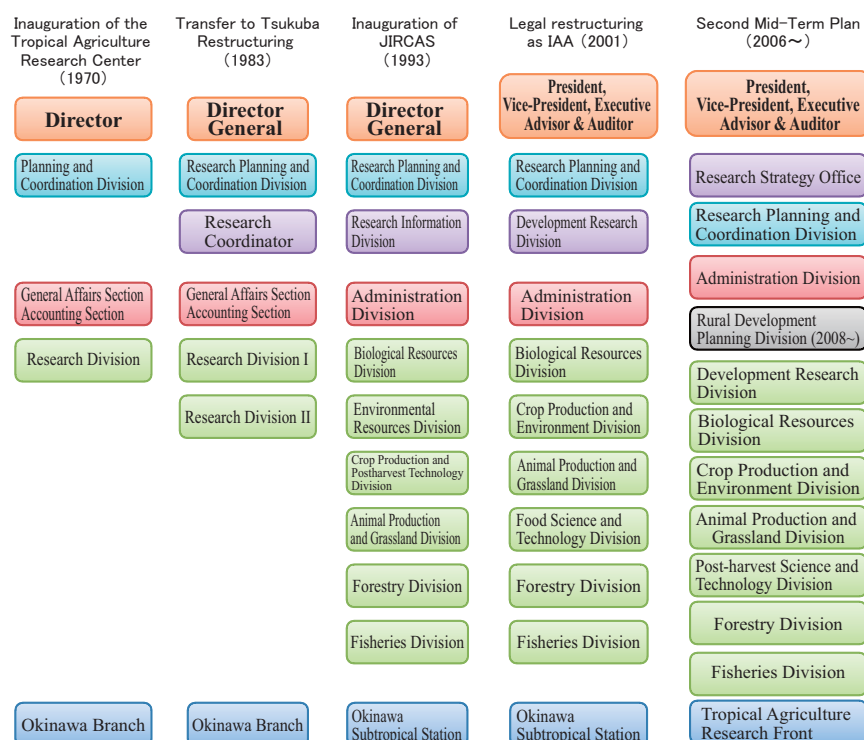 Inauguration of the
Tropical Agriculture
Research Center
(1970)
Director
Planning and
Coordination Division
General Affairs Section
Accounting Section
Research Division
Okinawa Branch
Transfer to Tsukuba
Restructuring
(1983)
Director
General
Research Planning and
Coordination Division
Research
Coordinator
General Affairs Section
Accounting Section
Research Division I
Research Division II
Okinawa Branch
Inauguration of
JIRCAS
(1993)
Director
General
Research Planning and
Coordination Division
Research Information
Division
Administration
Division
Biological Resources
Division
Environmental
Resources Division
Crop Production and
Postharvest Technology
Division
Animal Production
and Grassland Division
Forestry Division
Fisheries Division
Okinawa
Subtropical Station
Legal restructuring
as IAA (2001)
President,
Vice-President, Executive
Advisor & Auditor
Research Planning and
Coordination Division
Development Research
Division
Administration
Division
Biological Resources
Division
Crop Production and
Environment Division
Animal Production and
Grassland Division
Food Science and
Technology Division
Forestry Division
Fisheries Division
Okinawa
Subtropical Station
Second Mid-Term Plan
(2006～)
President,
Vice-President, Executive
Advisor & Auditor
Research Strategy Office
Research Planning and
Coordination Division
Administration Division
Rural Development
Planning Division (2008~)
Development Research
Division
Biological Resources
Division
Crop Production and
Environment Division
Animal Production and
Grassland Division
Post-harvest Science and
Technology Division
Forestry Division
Fisheries Division
Tropical Agriculture
Research Front